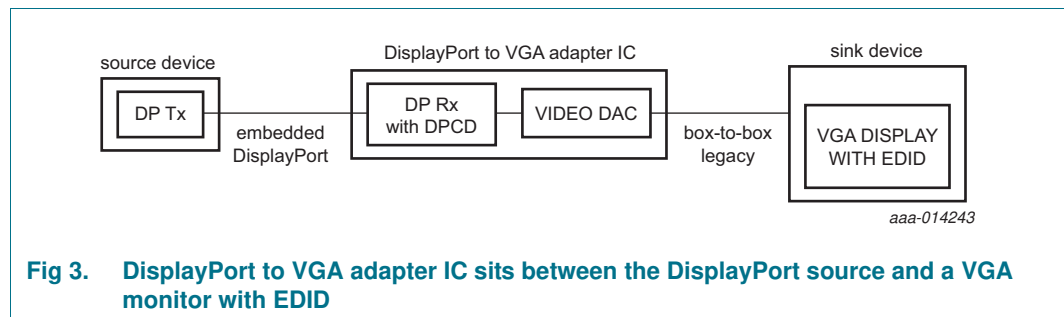 DisplayPort to VGA adapter IC
source device
sink device
DP Tx
embedded
DisplayPort
DP Rx
with DPCD
VIDEO DAC
box-to-box
legacy
VGA DISPLAY
WITH EDID
aaa-014243
Fig 3. DisplayPort to VGA adapter IC sits between the DisplayPort source and a VGA
monitor with EDID